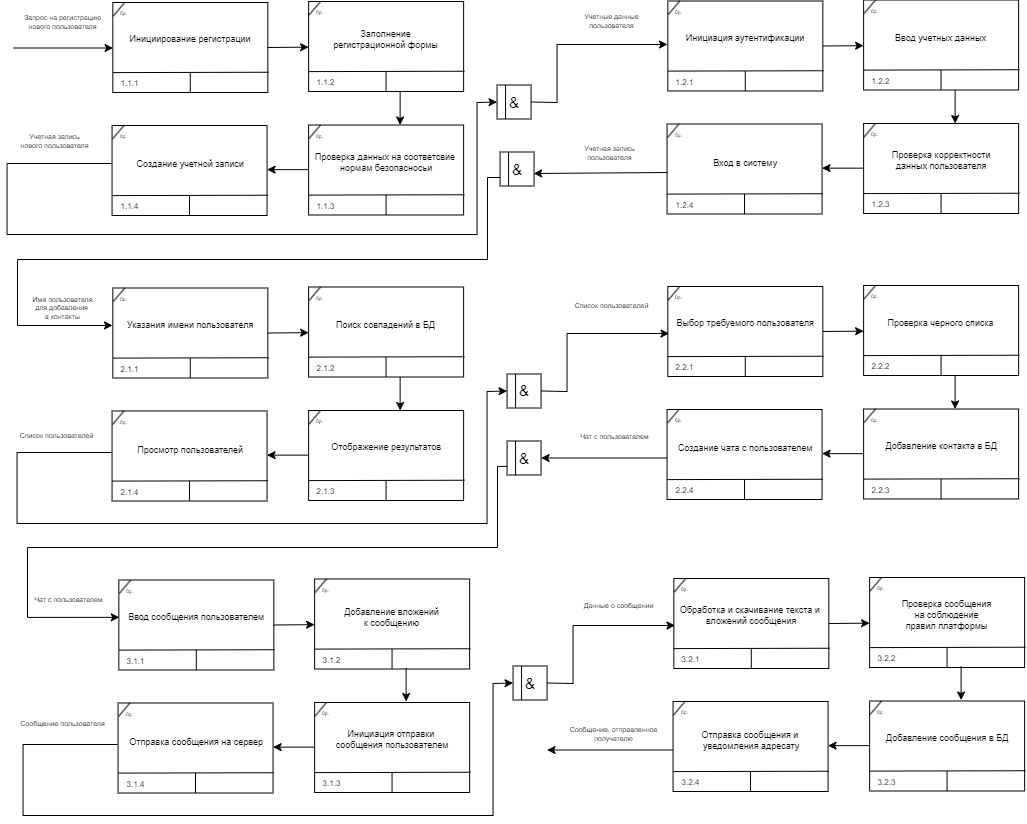 Запрос на регистрацию
нового пользователя
0р.
Инициирование регистрации
1.1.1
0р.
Заполнение
регистрационной формы
1.1.2
Учетные данные
пользователя
0р.
Инициация аутентификации
1.2.1
0р.
Ввод учетных данных
1.2.2
&
Учетная запись
нового пользователя
0р.
Создание учетной записи
1.1.4
0р.
Проверка данных на соответсвие
нормам безопасносьи
1.1.3
&
Учетная запись
пользователя
0р.
Вход в систему
1.2.4
0р.
Проверка корректности
данных пользователя
1.2.3
Имя пользователя
для добавления
в контакты
0р.
Указания имени пользователя
2.1.1
0р.
Поиск совпадений в БД
2.1.2
Список пользователей
0р.
Выбор требуемого пользователя
2.2.1
0р.
Проверка черного списка
2.2.2
&
Список пользователей
0р.
Просмотр пользователей
2.1.4
0р.
Отображение результатов
2.1.3
&
Чат с пользователем
0р.
Создание чата с пользователем
2.2.4
0р.
Добавление контакта в БД
2.2.3
Чат с пользователем
0р.
Ввод сообщения пользователем
3.1.1
0р.
Добавление вложений
к сообщению
3.1.2
Данные о сообщении
0р.
Обработка и скачивание текста и
вложений сообщения
3.2.1
0р.
Проверка сообщения
на соблюдение
правил платформы
3.2.2
&
Сообщение пользователя
0р.
Отправка сообщения на сервер
3.1.4
0р.
Инициация отправки
сообщения пользователем
3.1.3
Сообщение, отправленное
получателю
0р.
Отправка сообщения и
уведомления адресату
3.2.4
0р.
Добавление сообщения в БД
3.2.3